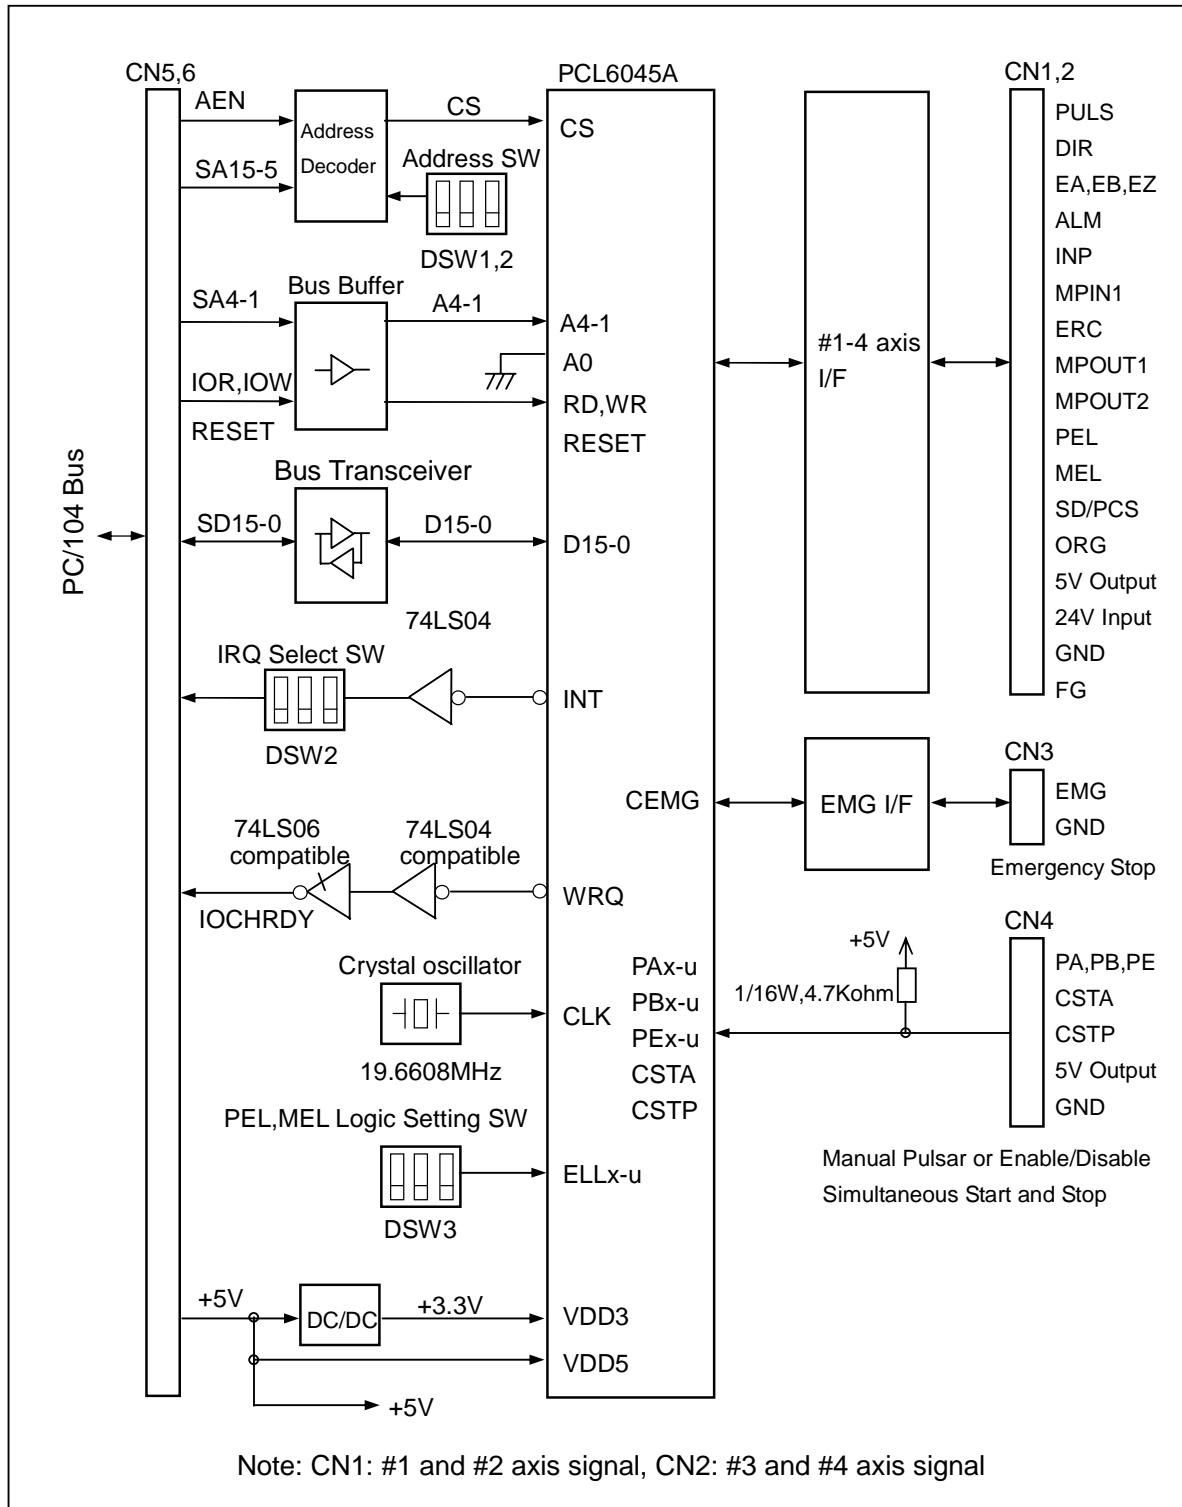 CN5,6
PCL6045A
CN1,2
AEN
CS
CS
Address
Decoder
SA15-5
Address SW
DSW1,2
Bus Buffer
SA4-1
A4-1
A4-1
A0
IOR,IOW
RD,WR
RESET
RESET
Bus Transceiver
SD15-0
D15-0
D15-0
PC/104 Bus
74LS04
IRQ Select SW
INT
DSW2
74LS06
compatible
74LS04
compatible
WRQ
IOCHRDY
Crystal oscillator
CLK
19.6608MHz
PEL,MEL Logic Setting SW
ELLx-u
DSW3
+5V
DC/DC
+3.3V
VDD3
VDD5
+5V
#1-4 axis
I/F
PULS
DIR
EA,EB,EZ
ALM
INP
MPIN1
ERC
MPOUT1
MPOUT2
PEL
MEL
SD/PCS
ORG
5V Output
24V Input
GND
FG
CEMG
EMG I/F
CN3
EMG
GND
Emergency Stop
CN4
+5V
1/16W,4.7Kohm
PAx-u
PBx-u
PEx-u
CSTA
CSTP
PA,PB,PE
CSTA
CSTP
5V Output
GND
Manual Pulsar or Enable/Disable
Simultaneous Start and Stop
Note: CN1: #1 and #2 axis signal, CN2: #3 and #4 axis signal